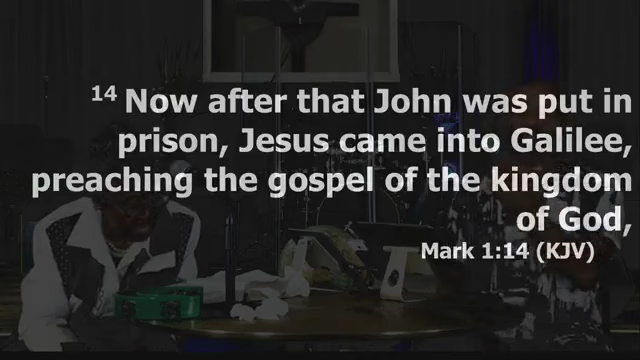 14 Now after that John was put in
prison, Jesus came into Galilee,
preaching the gospel of the kingdom
of God,
Mark 1:14 (KJV)